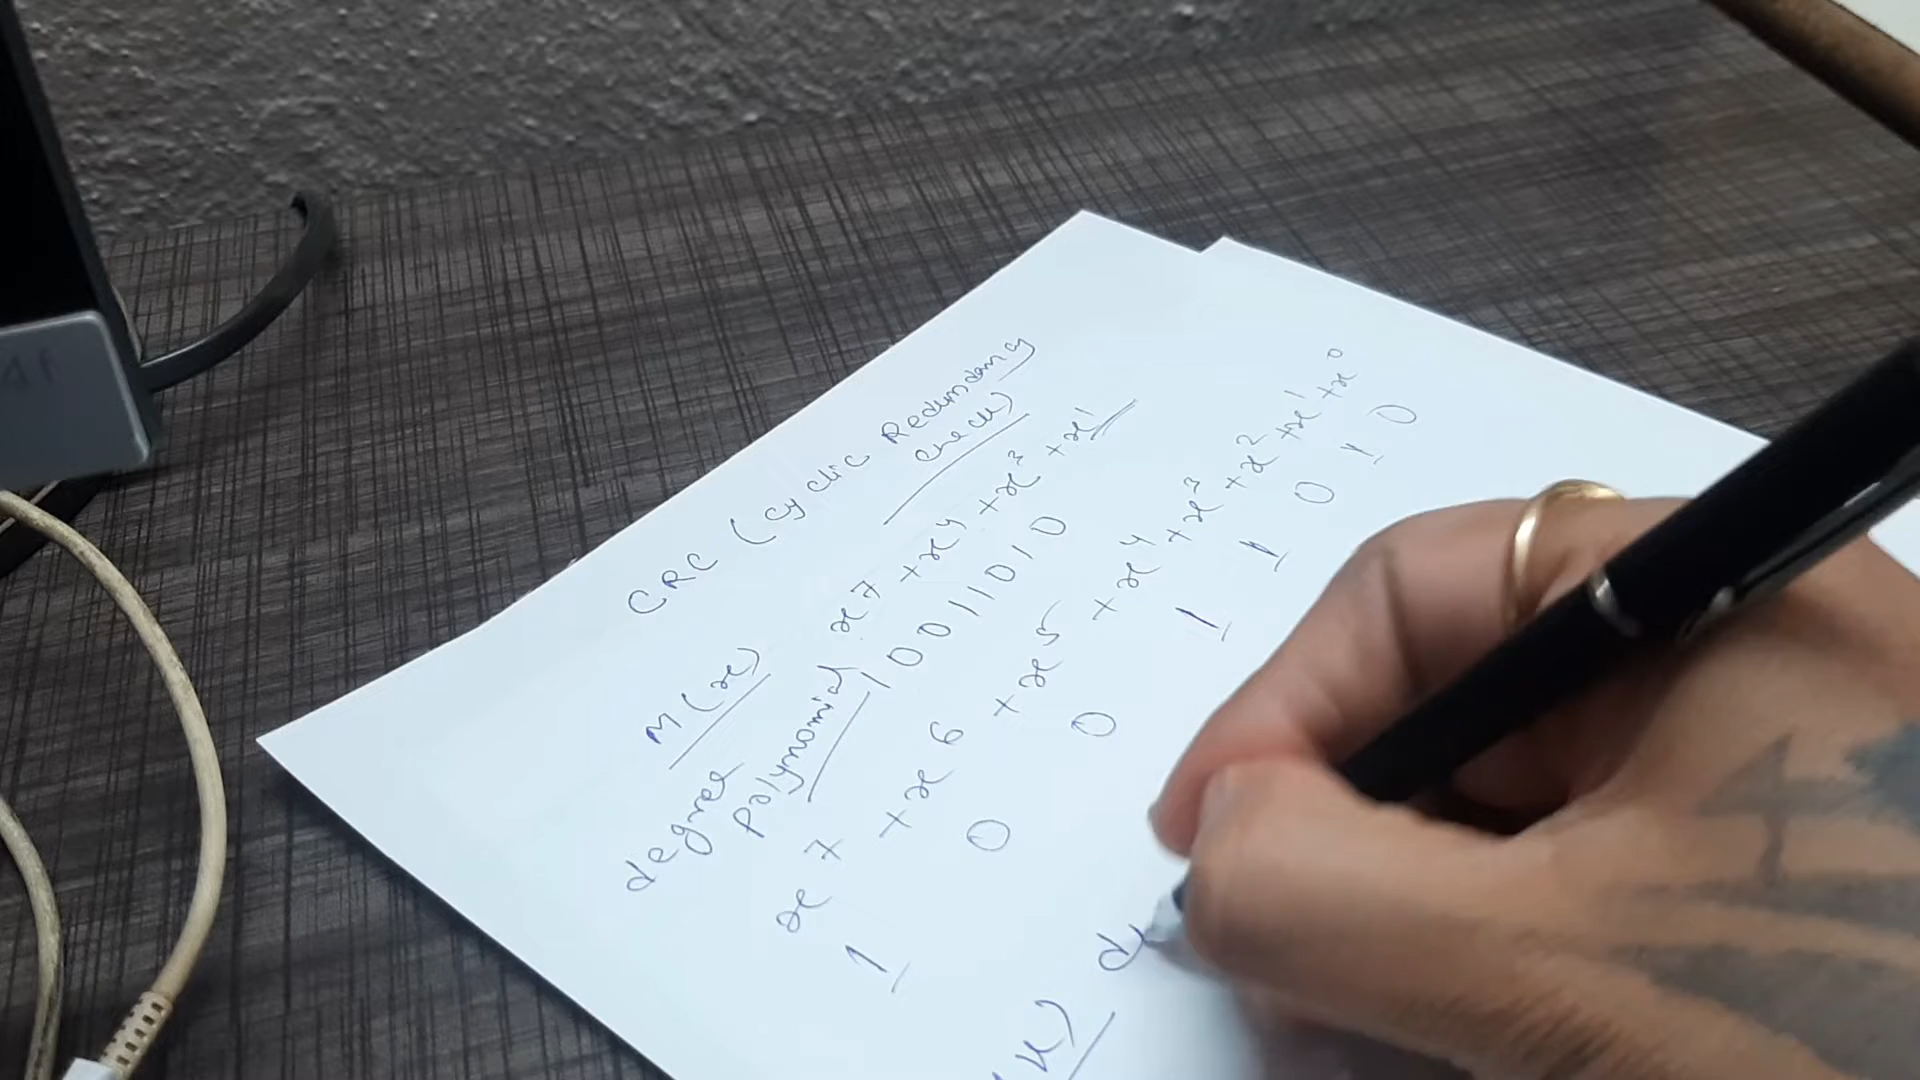 CRC (Cyclic Redundancy
Check)
M(x)
degree
Polynomial x⁷ + x⁴ + x³ + x¹
10011010
x⁷ + x⁶ + x⁵ + x⁴ + x³ + x² + x¹ + x⁰
1 0 0 1 1 0 1 0